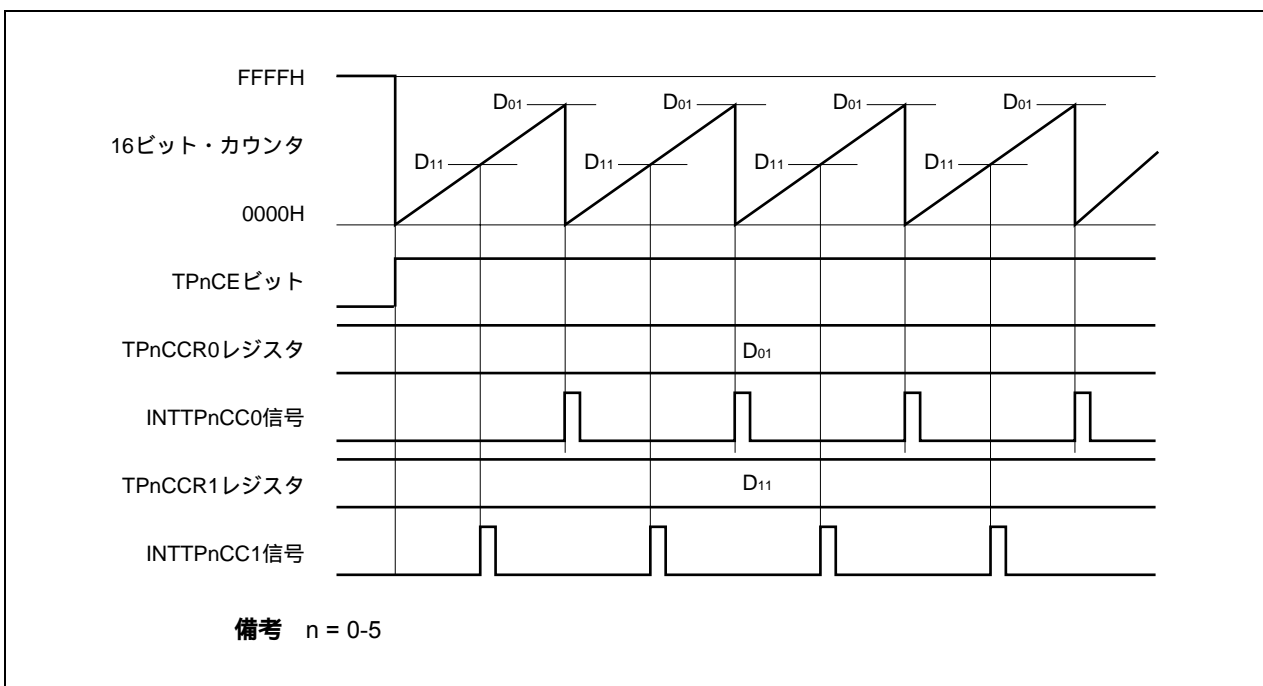 FFFFH
D01 D01 D01 D01
16ビット・カウンタ
D11 D11 D11 D11
0000H
TPnCEビット
TPnCCR0レジスタ
D01
INTTPnCC0信号
TPnCCR1レジスタ
D11
INTTPnCC1信号
備考 n = 0-5